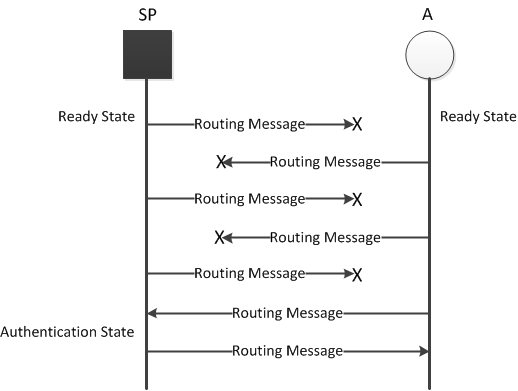 SP
A
Ready State
Ready State
Routing Message
X
X
Routing Message
Routing Message
X
X
Routing Message
Routing Message
X
Routing Message
Authentication State
Routing Message